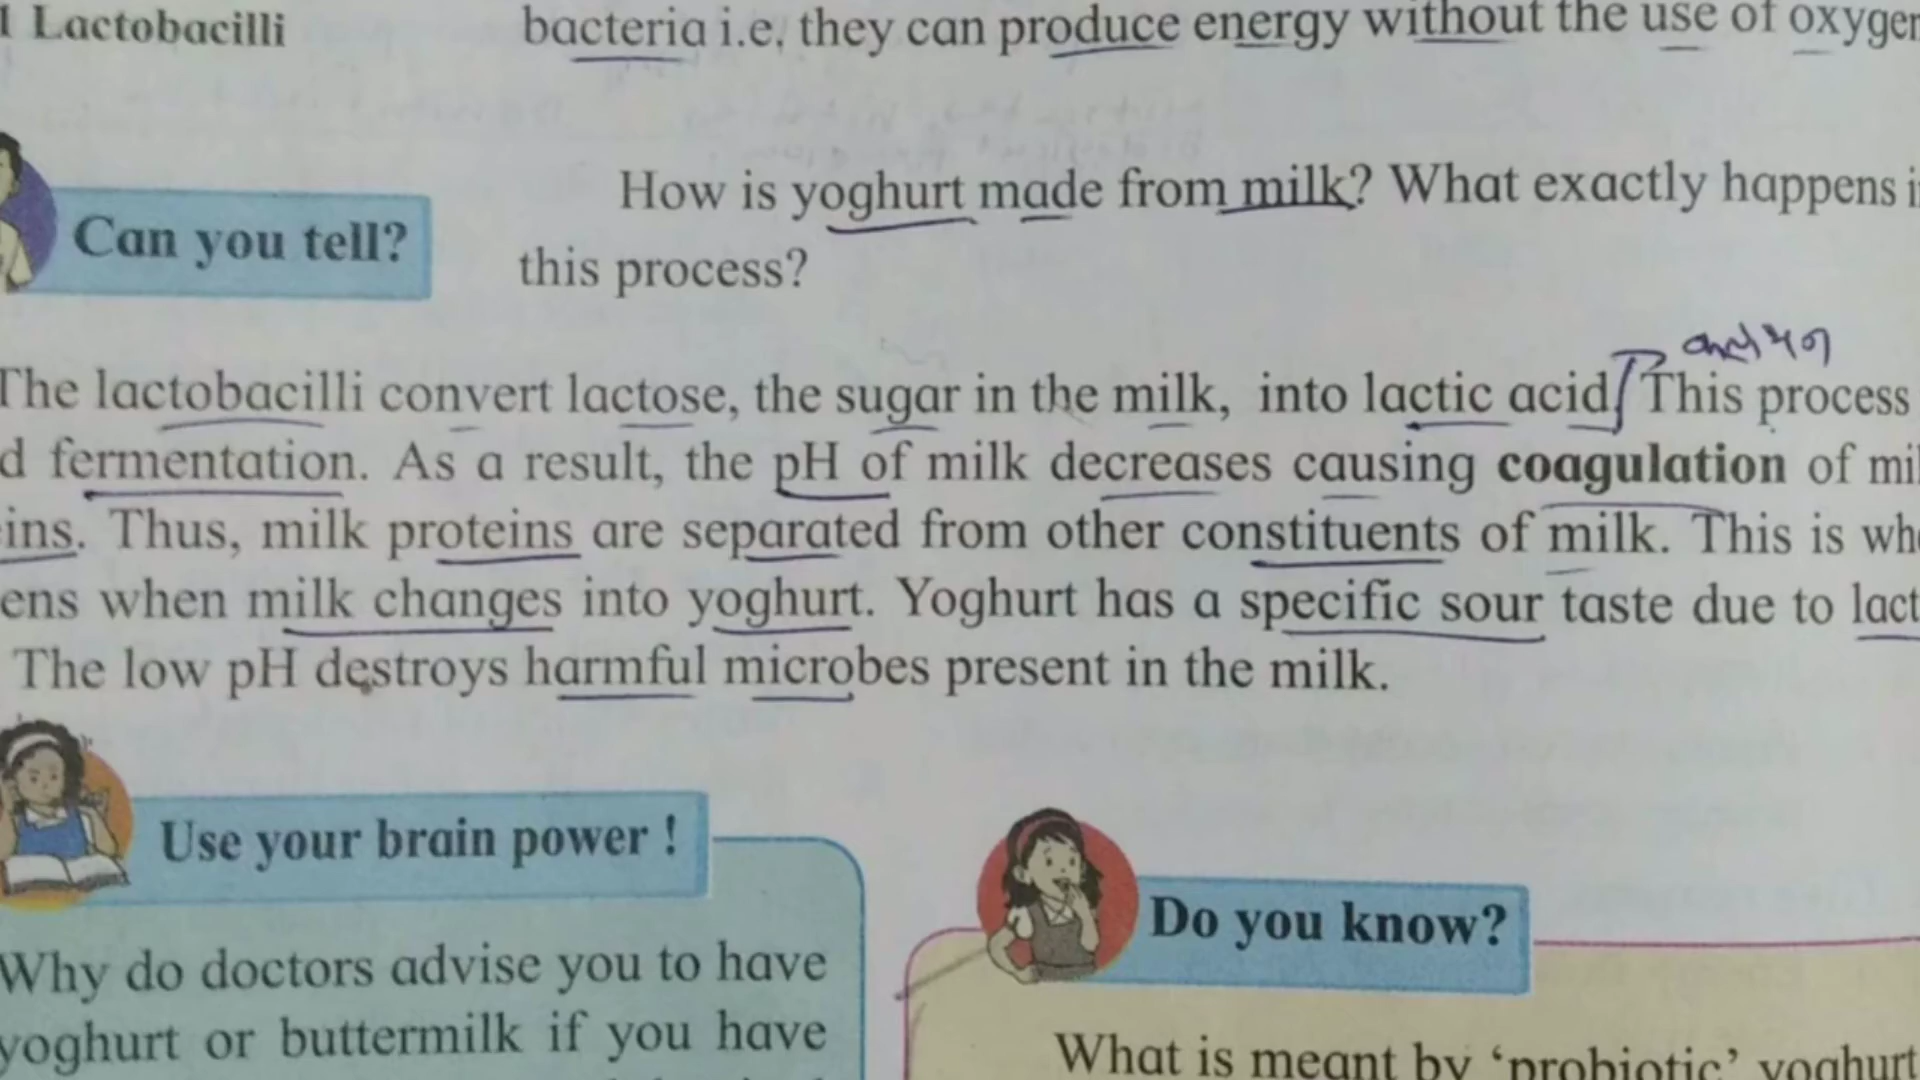 Lactobacilli
bacteria i.e. they can produce energy without the use of oxygen
How is yoghurt made from milk? What exactly happens
Can you tell?
this process?
The lactobacilli convert lactose, the sugar in the milk, into lactic acid. This process
d fermentation. As a result, the pH of milk decreases causing coagulation of mil
ins. Thus, milk proteins are separated from other constituents of milk. This is wh
ens when milk changes into yoghurt. Yoghurt has a specific sour taste due to lact
The low pH destroys harmful microbes present in the milk.
Use your brain power !
Do you know?
Why do doctors advise you to have
yoghurt or buttermilk if you have
What is meant by ‘probiotic’ yoghurt